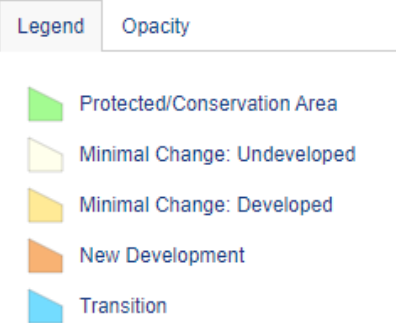 Legend Opacity
Protected/Conservation Area
Minimal Change: Undeveloped
Minimal Change: Developed
New Development
Transition